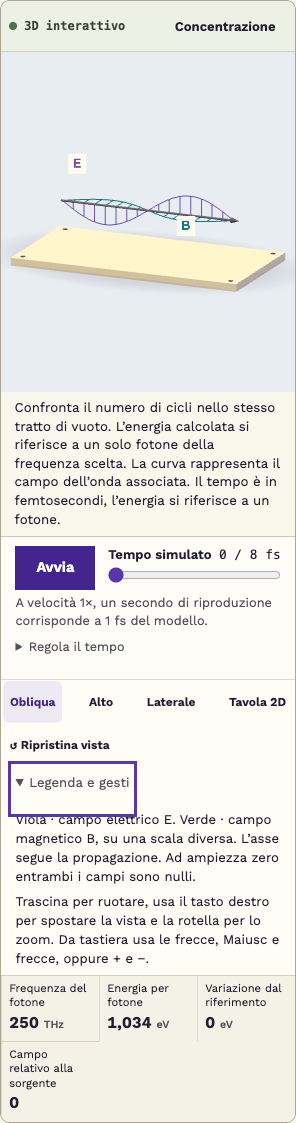 3D interattivo
Concentrazione
E
B
Confronta il numero di cicli nello stesso
tratto di vuoto. L’energia calcolata si
riferisce a un solo fotone della
frequenza scelta. La curva rappresenta il
campo dell’onda associata. Il tempo è in
femtosecondi, l’energia si riferisce a un
fotone.
Avvia
Tempo simulato 0 / 8 fs
A velocità 1×, un secondo di riproduzione
corrisponde a 1 fs del modello.
▶ Regola il tempo
Obliqua
Alto
Laterale
Tavola 2D
↺ Ripristina vista
▼ Legenda e gesti
Viola · campo elettrico E. Verde · campo
magnetico B, su una scala diversa. L’asse
segue la propagazione. Ad ampiezza zero
entrambi i campi sono nulli.
Trascina per ruotare, usa il tasto destro
per spostare la vista e la rotella per lo
zoom. Da tastiera usa le frecce, Maiusc e
frecce, oppure + e −.
Frequenza del
fotone
250 THz
Energia per
fotone
1,034 eV
Variazione dal
riferimento
0 eV
Campo
relativo alla
sorgente
0